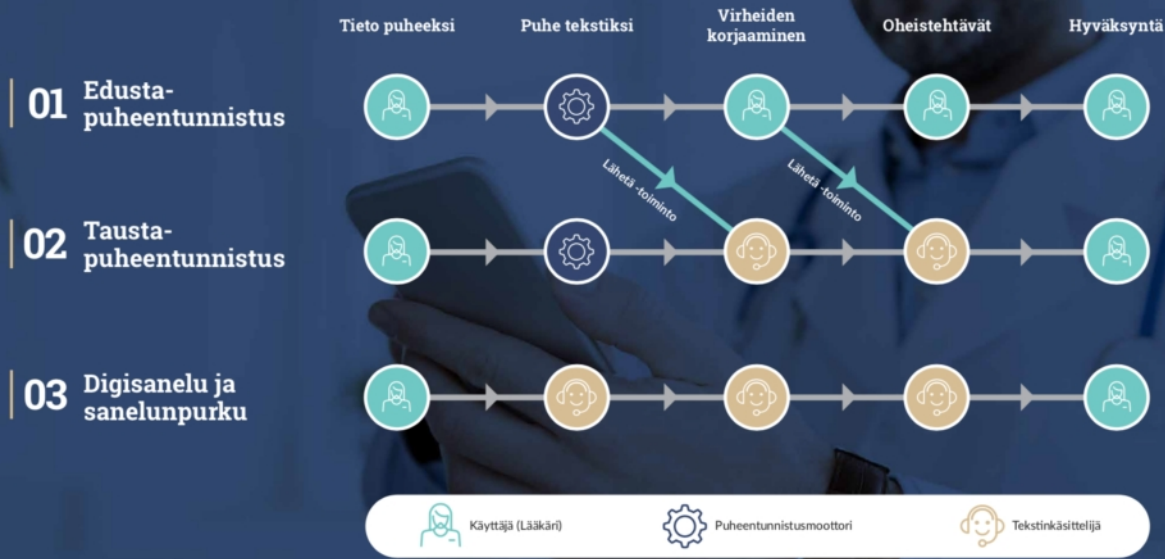 Tieto puheeksi
Puhe tekstiksi
Virheiden
korjaaminen
Oheistehtävät
Hyväksyntä
01
Edusta-
puheentunnistus
Lähetä -toiminto
Lähetä -toiminto
02
Tausta-
puheentunnistus
03
Digisanelu ja
sanelunpurku
Käyttäjä (Lääkäri)
Puheentunnistusmoottori
Tekstinkäsittelijä